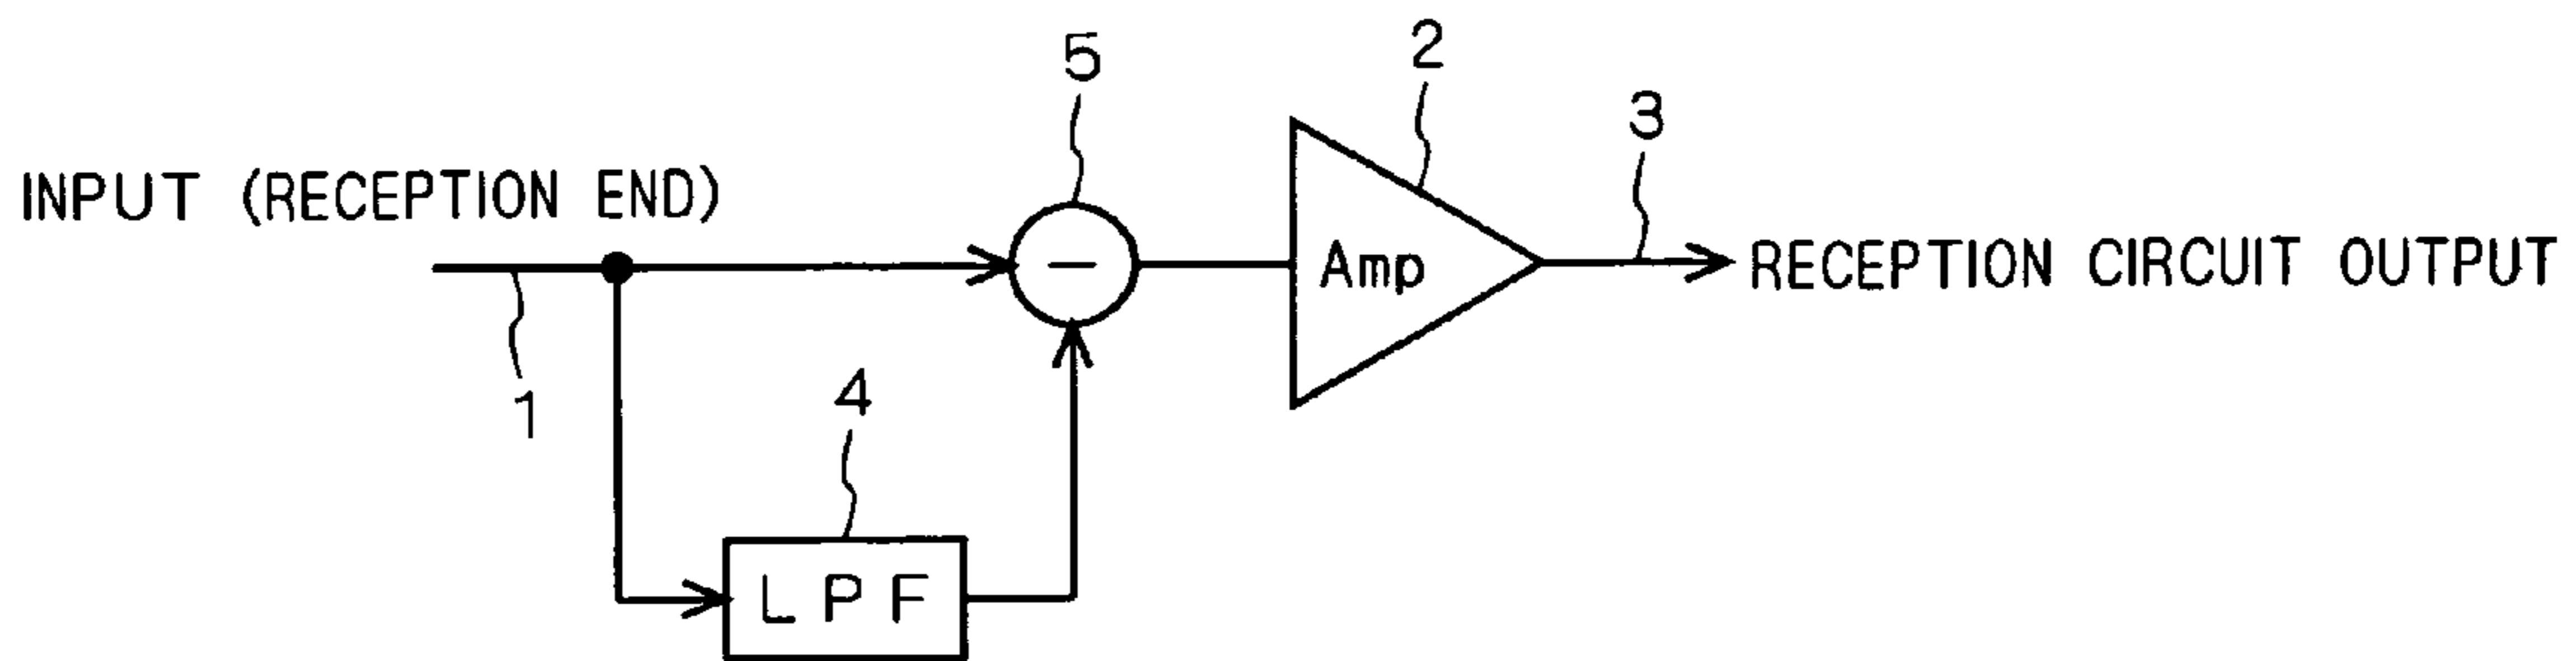 5
2
3
INPUT (RECEPTION END)
−
Amp
RECEPTION CIRCUIT OUTPUT
1
4
LPF